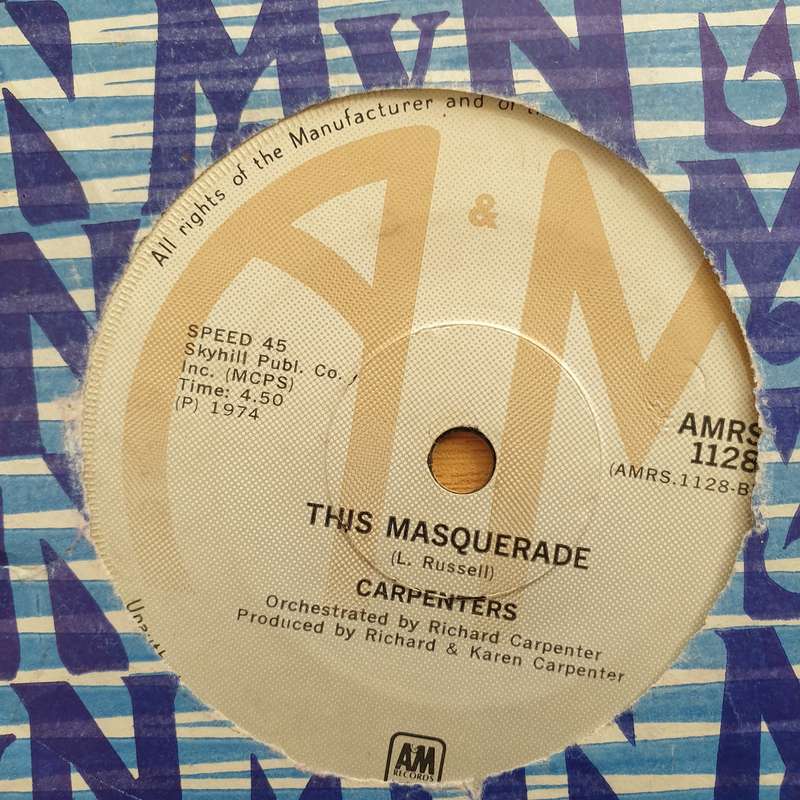 All rights of the Manufacturer and of
A & M
SPEED 45
Skyhill Publ. Co./
Inc. (MCPS)
Time: 4.50
(P) 1974
AMRS
1128
(AMRS.1128-B
THIS MASQUERADE
(L. Russell)
CARPENTERS
Orchestrated by Richard Carpenter
Produced by Richard & Karen Carpenter
A&M
RECORDS